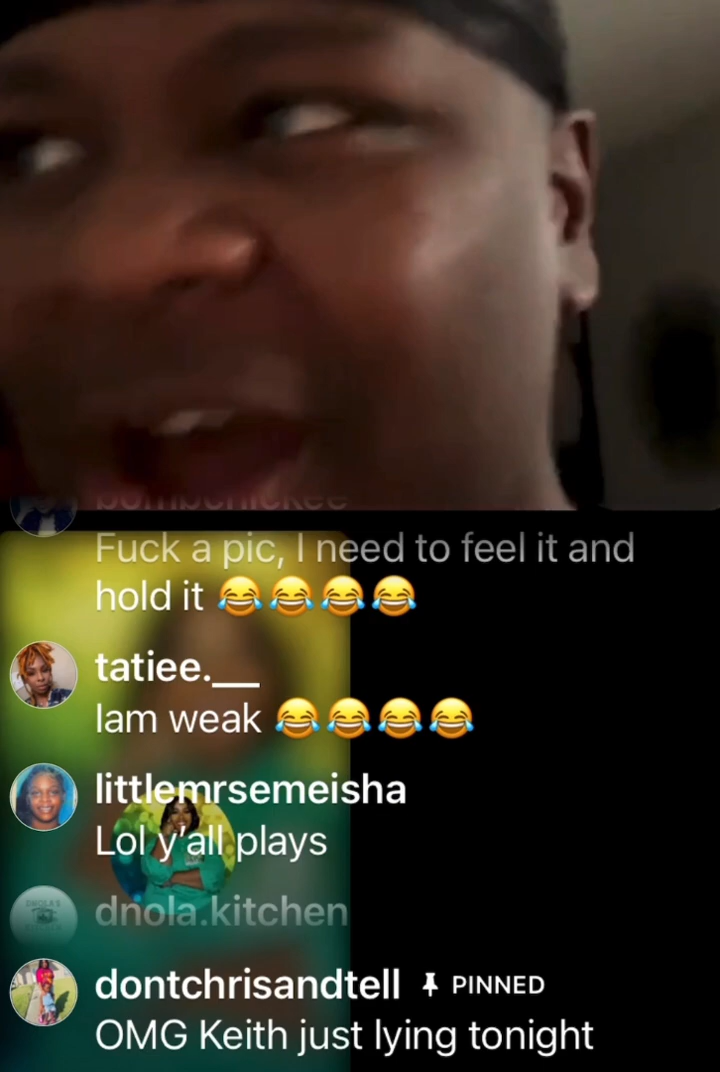 bombchickee
Fuck a pic, I need to feel it and
hold it 😂😂😂😂
tatiee.__
Iam weak 😂😂😂😂
littlemrsemeisha
Lol y'all plays
dnola.kitchen
dontchrisandtell PINNED
OMG Keith just lying tonight